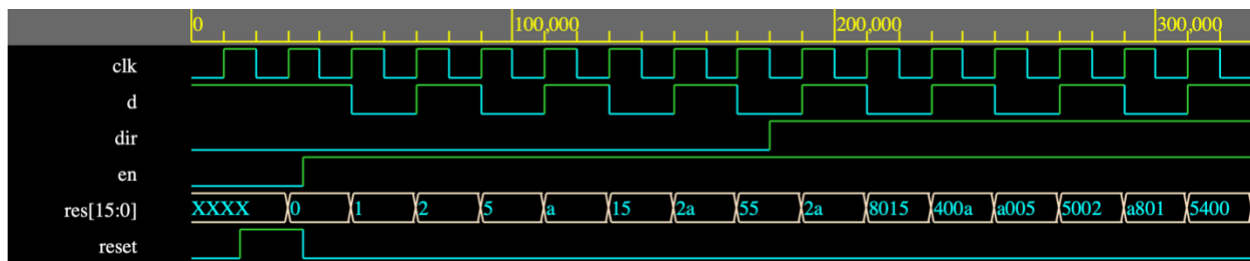 0 100,000 200,000 300,000
clk
d
dir
en
res[15:0] XXXX 0 1 2 5 a 15 2a 55 2a 8015 400a a005 5002 a801 5400
reset